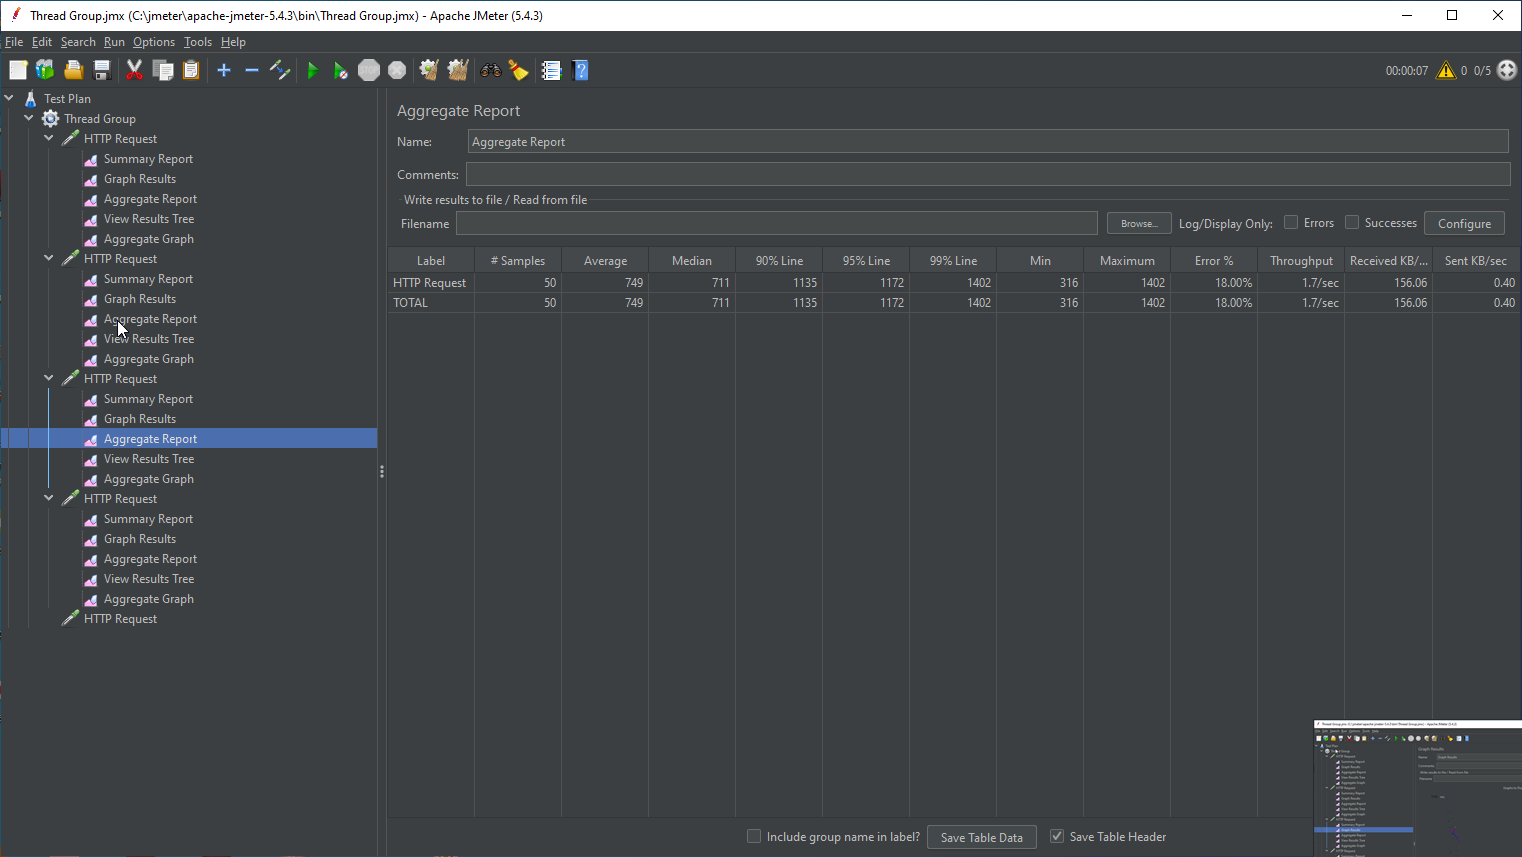 Thread Group.jmx (C:\jmeter\apache-jmeter-5.4.3\bin\Thread Group.jmx) - Apache JMeter (5.4.3)
File Edit Search Run Options Tools Help
00:00:07 0 0/5
Test Plan
Thread Group
HTTP Request
Summary Report
Graph Results
Aggregate Report
View Results Tree
Aggregate Graph
HTTP Request
Summary Report
Graph Results
Aggregate Report
View Results Tree
Aggregate Graph
HTTP Request
Summary Report
Graph Results
Aggregate Report
View Results Tree
Aggregate Graph
HTTP Request
Summary Report
Graph Results
Aggregate Report
View Results Tree
Aggregate Graph
HTTP Request
Aggregate Report
Name: Aggregate Report
Comments:
Write results to file / Read from file
Filename Browse... Log/Display Only: Errors Successes Configure
Label # Samples Average Median 90% Line 95% Line 99% Line Min Maximum Error % Throughput Received KB/... Sent KB/sec
HTTP Request 50 749 711 1135 1172 1402 316 1402 18.00% 1.7/sec 156.06 0.40
TOTAL 50 749 711 1135 1172 1402 316 1402 18.00% 1.7/sec 156.06 0.40
Include group name in label? Save Table Data Save Table Header